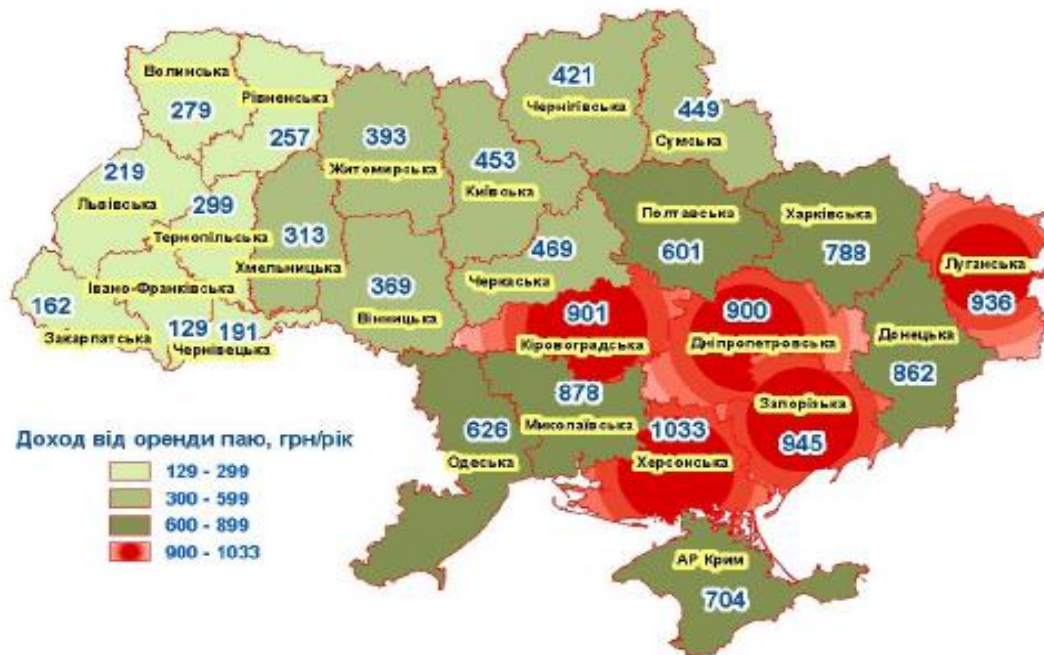 Волинська
279
Рівненська
257
219
Львівська
299
Тернопільська
Івано-Франківська
162
Закарпатська
129
191
Чернівецька
313
Хмельницька
393
Житомирська
369
Вінницька
453
Київська
421
Чернігівська
449
Сумська
469
Черкаська
Полтавська
601
Харківська
788
Луганська
936
901
Кіровоградська
900
Дніпропетровська
Донецька
862
Запорізька
945
878
Миколаївська
1033
Херсонська
626
Одеська
АР Крим
704
Доход від оренди паю, грн/рік
129 - 299
300 - 599
600 - 899
900 - 1033